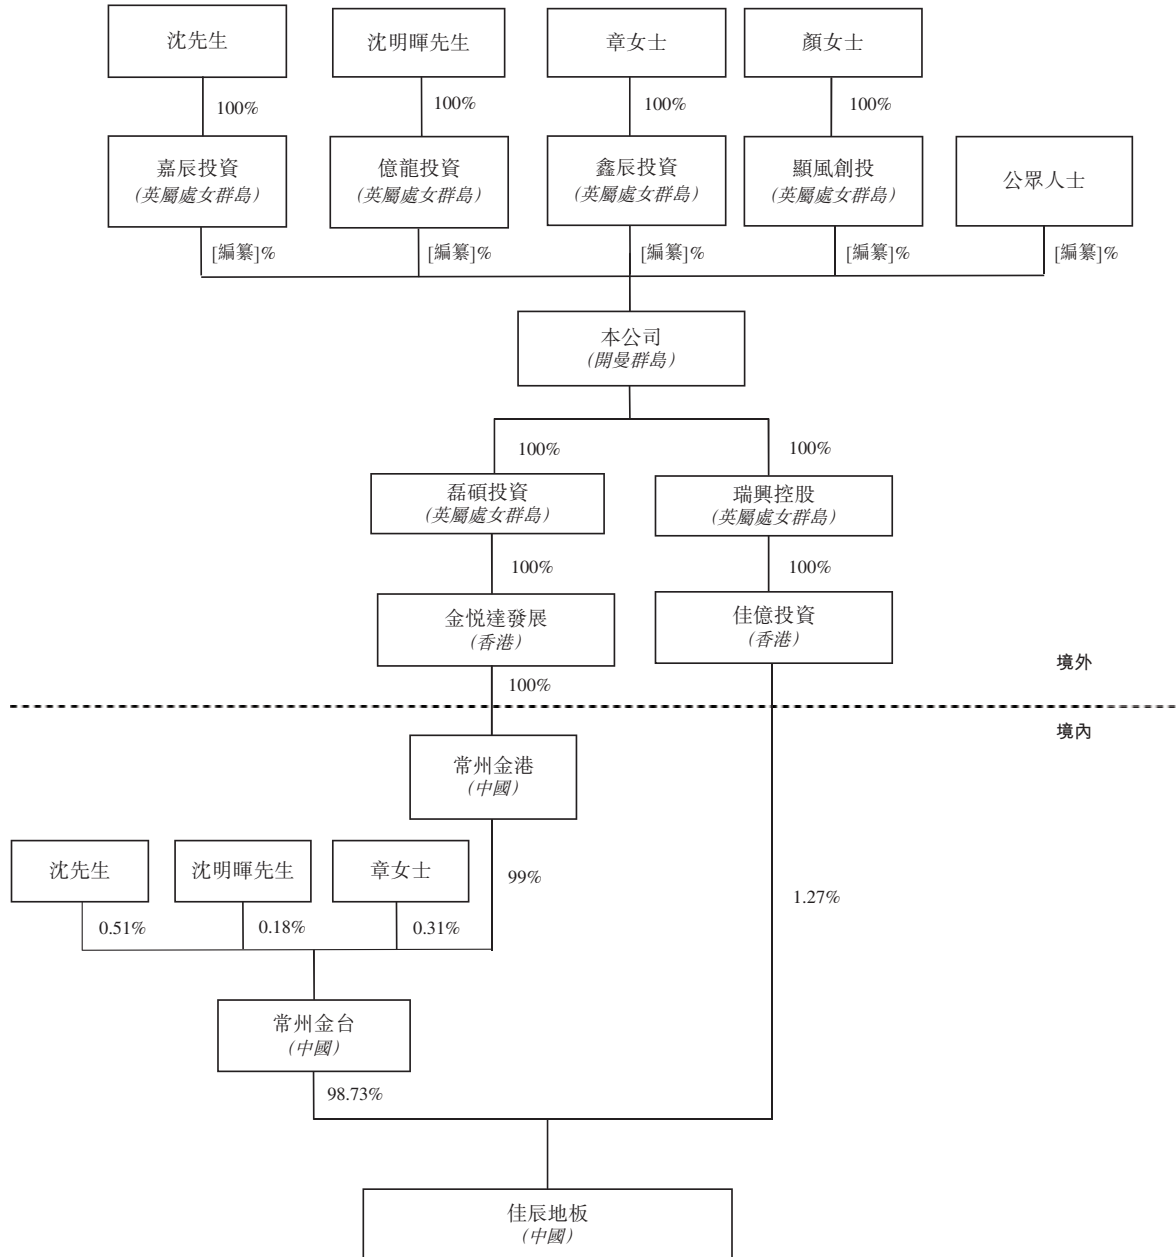 沈先生
沈明暉先生
章女士
顏女士
100%
100%
100%
100%
嘉辰投資
(英屬處女群島)
億龍投資
(英屬處女群島)
鑫辰投資
(英屬處女群島)
顯風創投
(英屬處女群島)
公眾人士
[編纂]%
[編纂]%
[編纂]%
[編纂]%
[編纂]%
本公司
(開曼群島)
100%
100%
磊碩投資
(英屬處女群島)
瑞興控股
(英屬處女群島)
100%
100%
金悅達發展
(香港)
佳億投資
(香港)
境外
100%
境內
常州金港
(中國)
沈先生
沈明暉先生
章女士
99%
1.27%
0.51%
0.18%
0.31%
常州金台
(中國)
98.73%
佳辰地板
(中國)